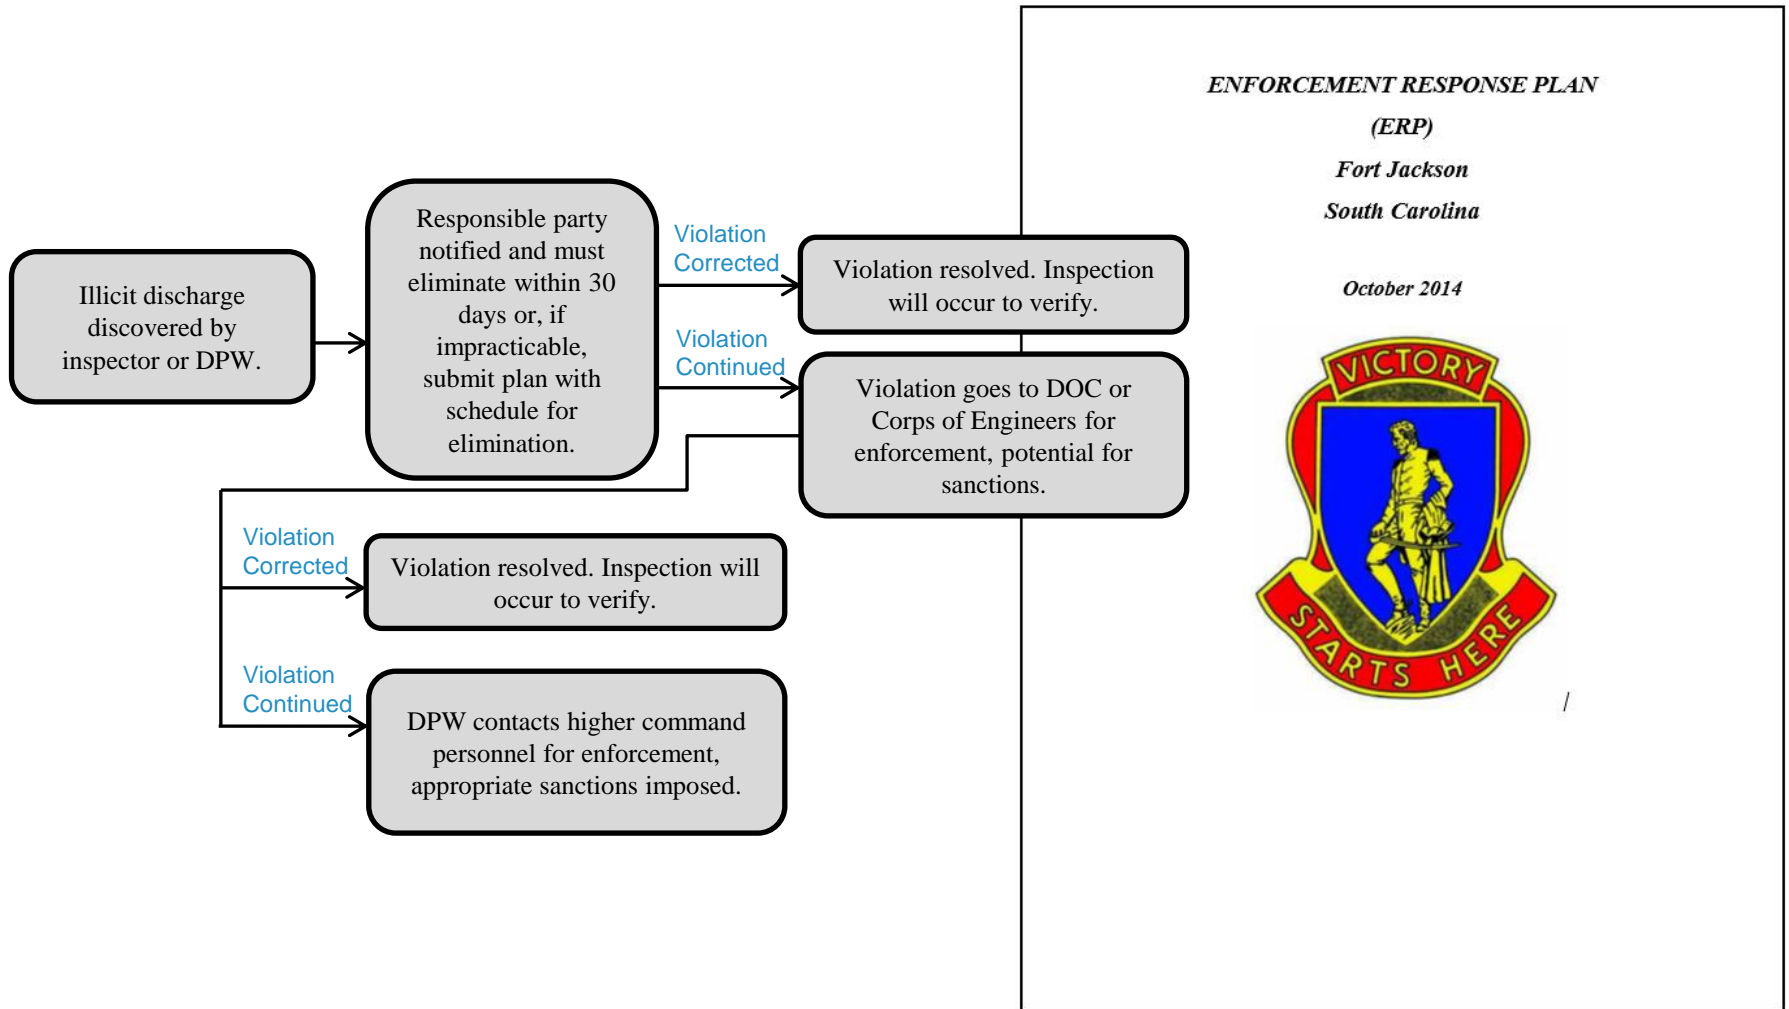 ENFORCEMENT RESPONSE PLAN
(ERP)
Fort Jackson
South Carolina
October 2014
VICTORY
STARTS HERE
/
Illicit discharge
discovered by
inspector or DPW.
Responsible party
notified and must
eliminate within 30
days or, if
impracticable,
submit plan with
schedule for
elimination.
Violation
Corrected
Violation resolved. Inspection
will occur to verify.
Violation
Continued
Violation goes to DOC or
Corps of Engineers for
enforcement, potential for
sanctions.
Violation
Corrected
Violation resolved. Inspection will
occur to verify.
Violation
Continued
DPW contacts higher command
personnel for enforcement,
appropriate sanctions imposed.